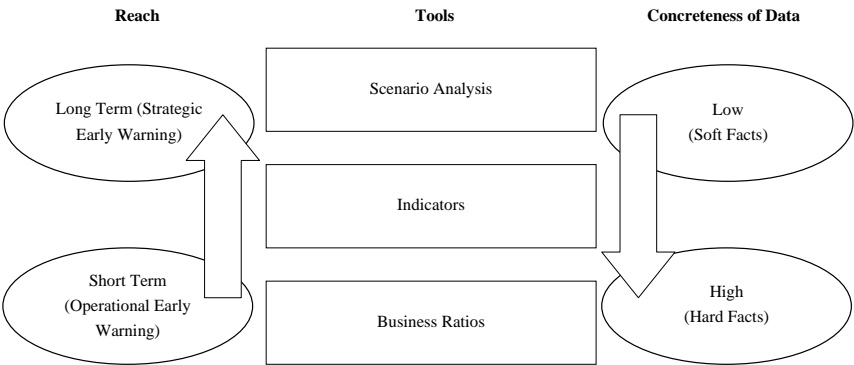 Reach
Tools
Concreteness of Data
Long Term (Strategic
Early Warning)
Scenario Analysis
Low
(Soft Facts)
Indicators
Short Term
(Operational Early
Warning)
Business Ratios
High
(Hard Facts)